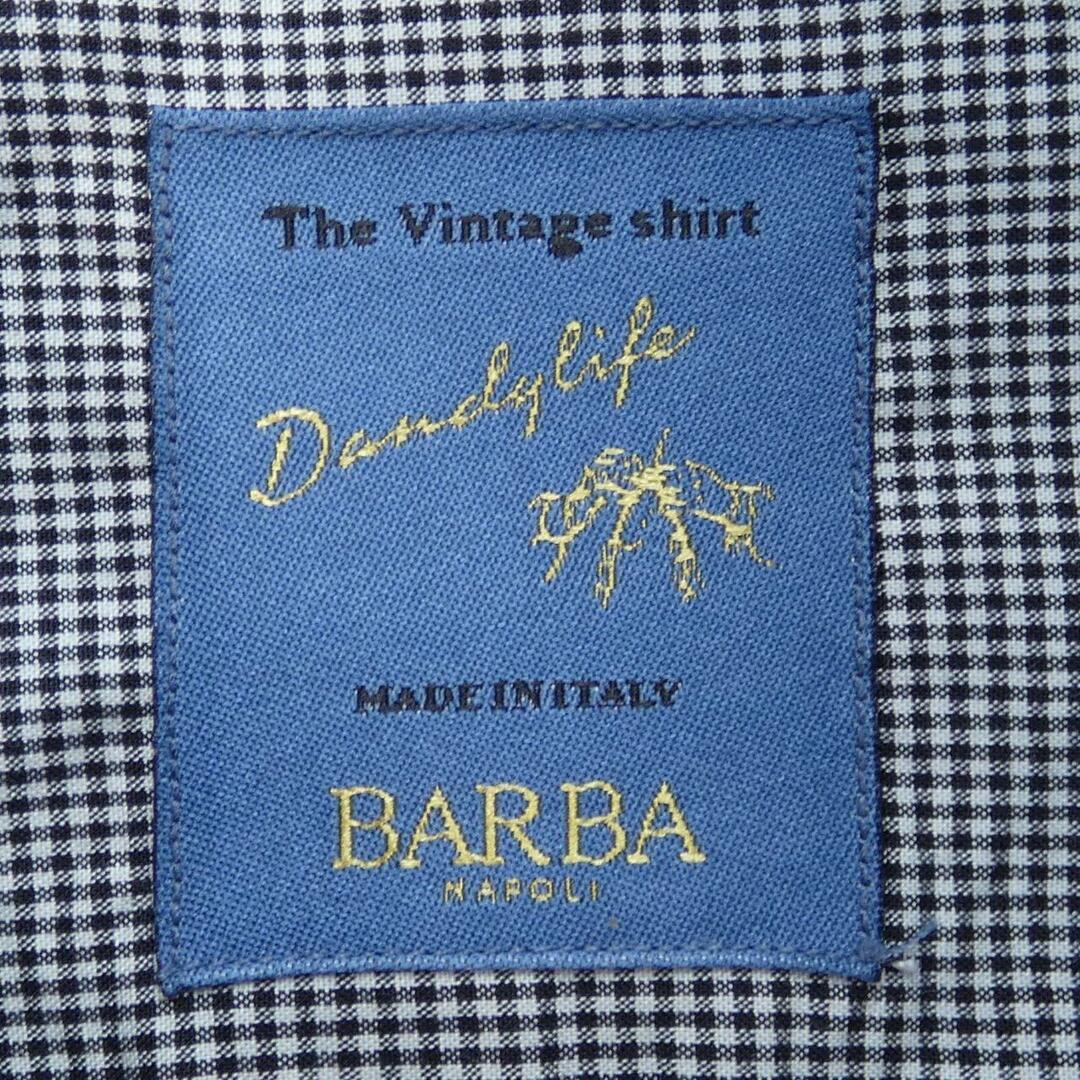 The Vintage shirt
Dandylife
MADE IN ITALY
BARBA
NAPOLI